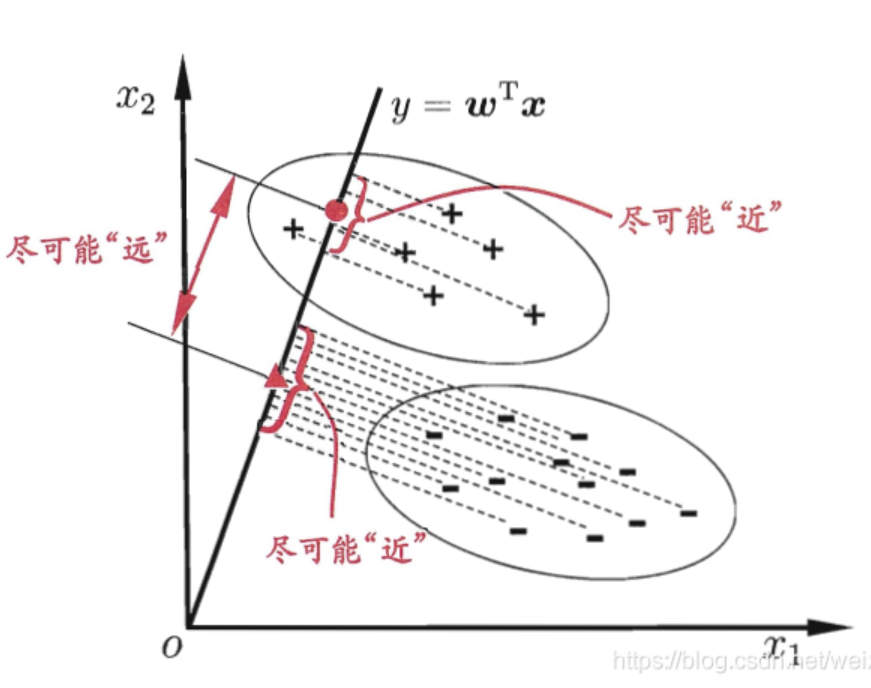 x₂
y = wᵀx
尽可能“近”
尽可能“远”
尽可能“近”
O
x₁
https://blog.csdn.net/weix